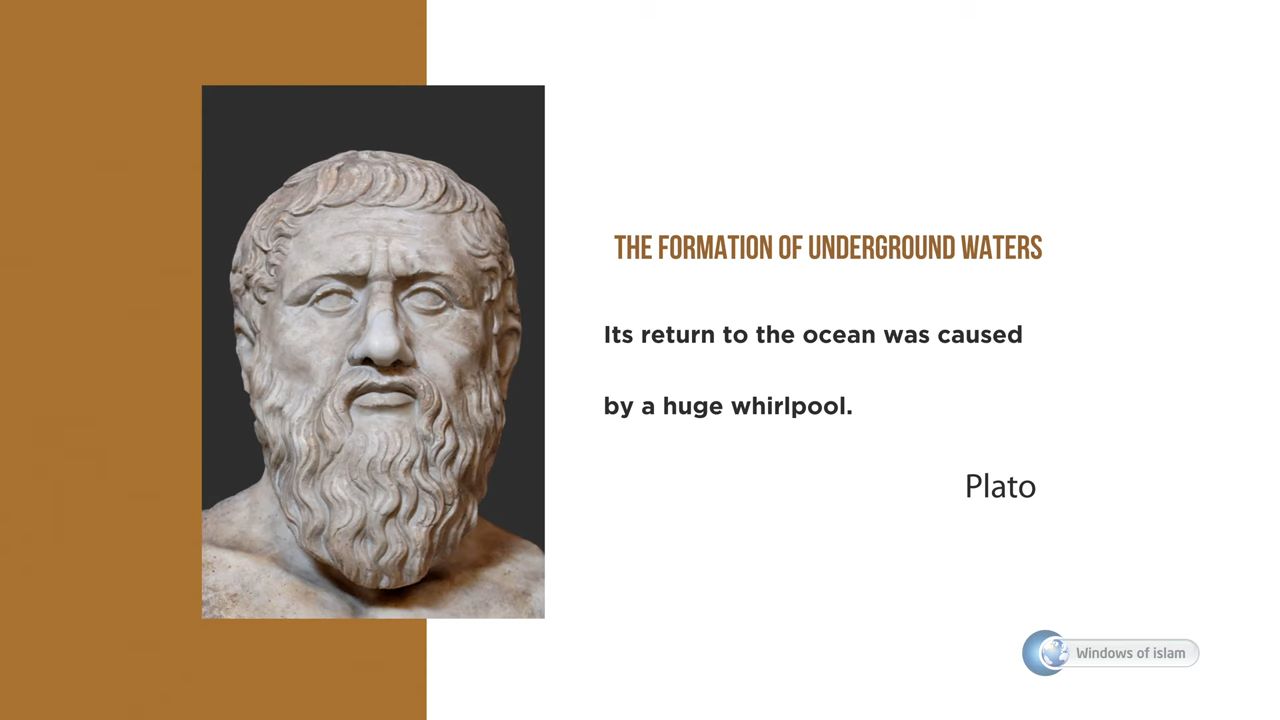 THE FORMATION OF UNDERGROUND WATERS
Its return to the ocean was caused
by a huge whirlpool.
Plato
Windows of islam